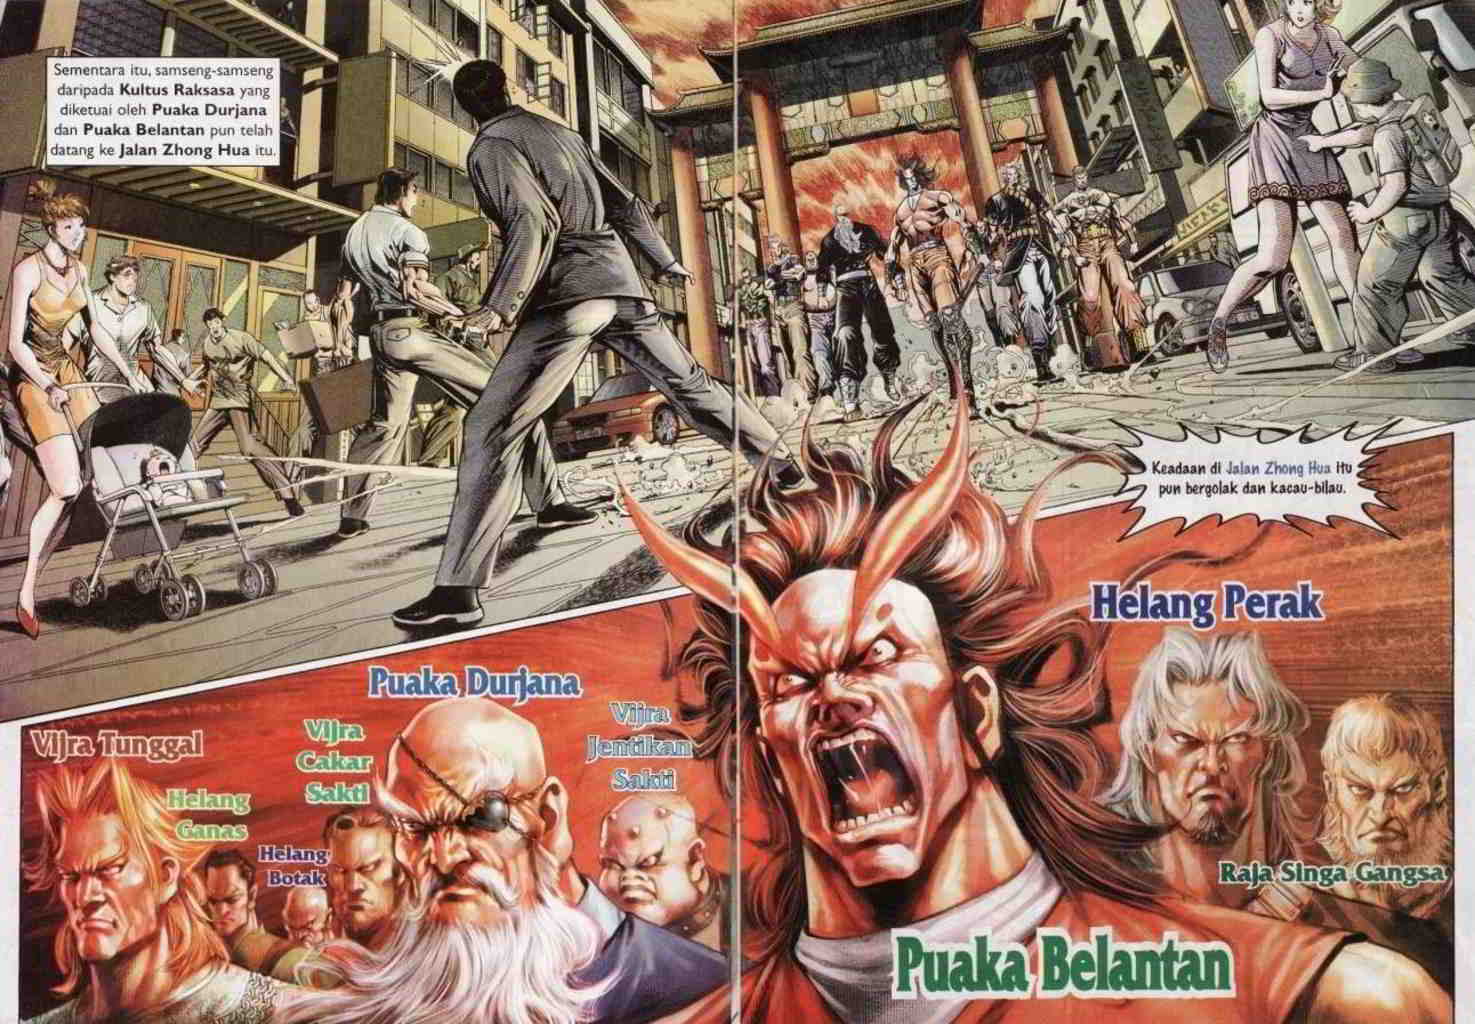 Sementara itu, samseng-samseng
daripada Kultus Raksasa yang
diketuai oleh Puaka Durjana
dan Puaka Belantan pun telah
datang ke Jalan Zhong Hua itu.
Keadaan di Jalan Zhong Hua itu
pun bergolak dan kacau-bilau.
Helang Perak
Puaka Durjana
Vijra Tunggal
Vijra
Cakar
Sakti
Vijra
Jentikan
Sakti
Helang
Ganas
Helang
Botak
Raja Singa Gangsa
Puaka Belantan